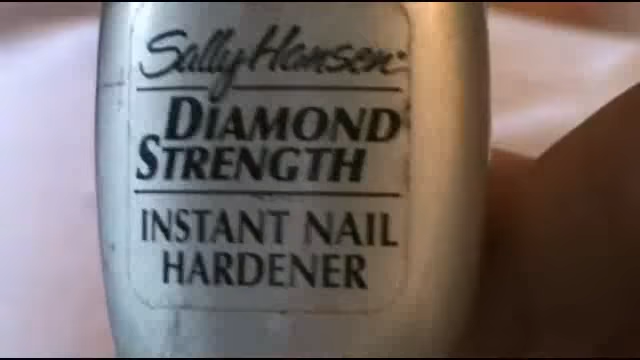 Sally Hansen
DIAMOND
STRENGTH
INSTANT NAIL
HARDENER